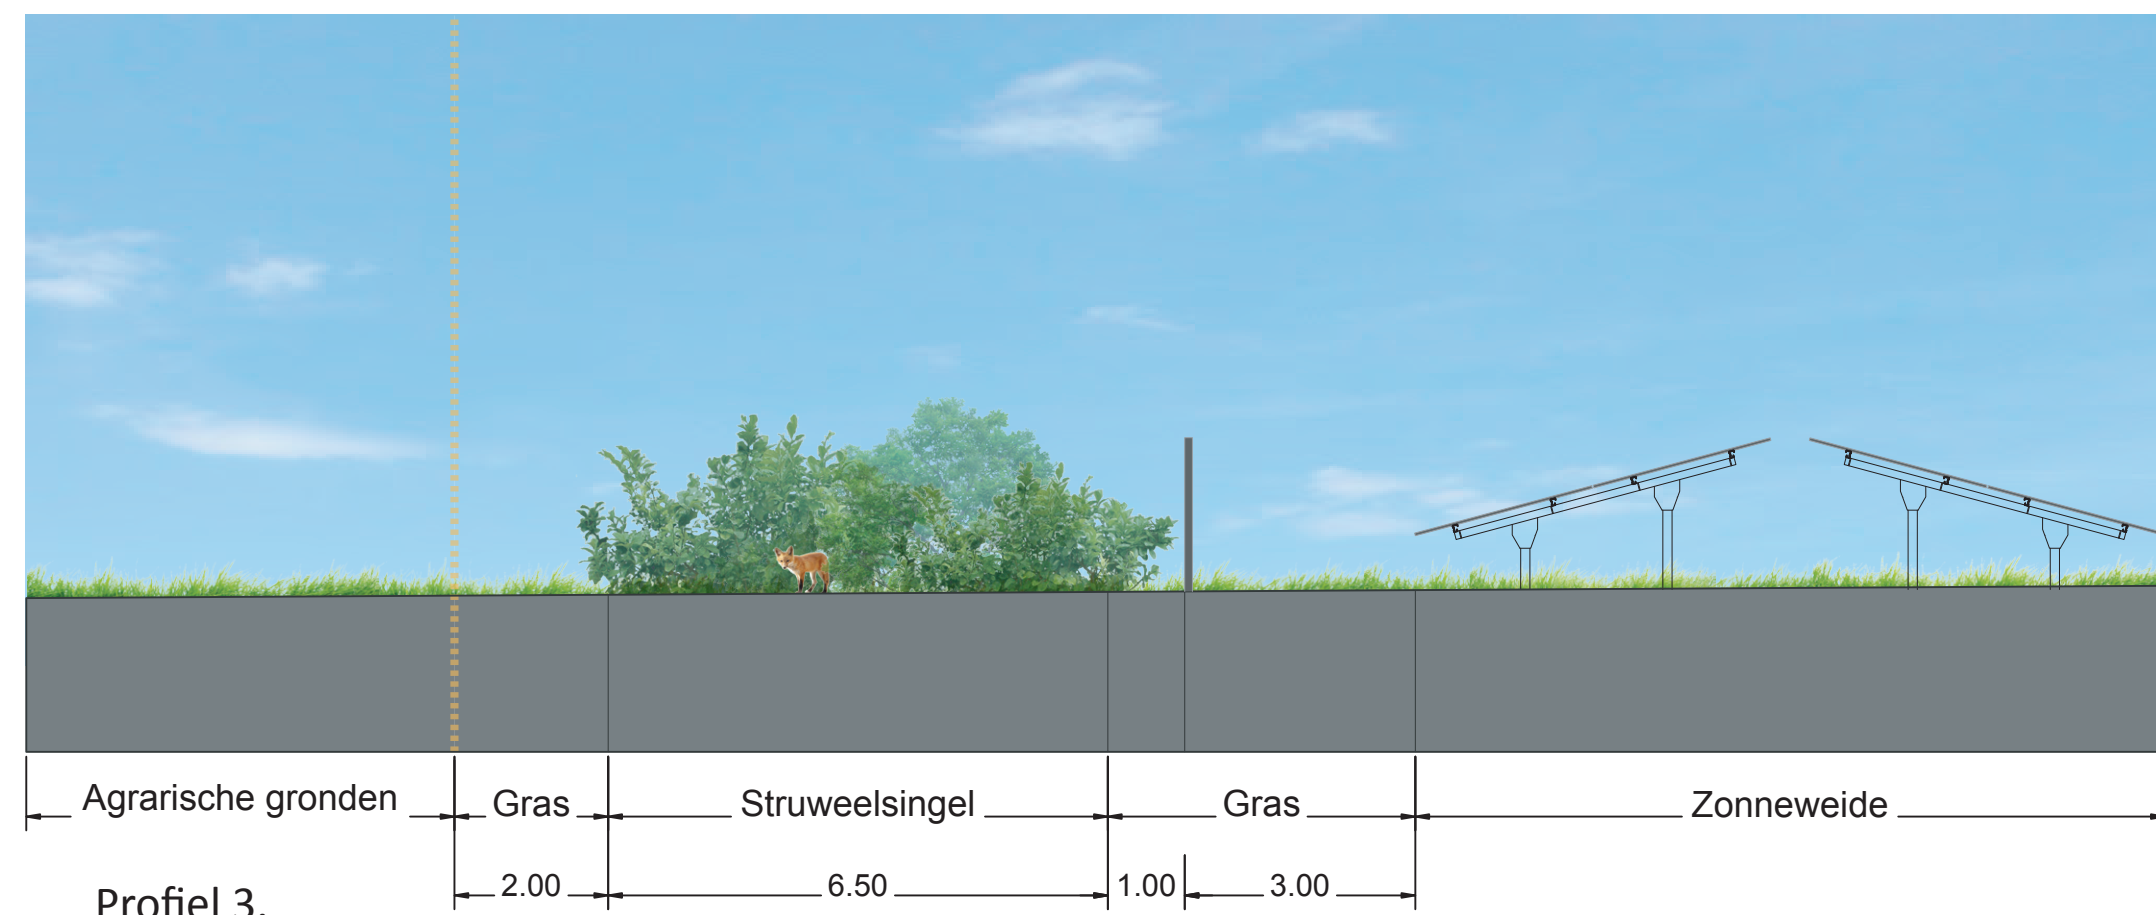 Agrarische gronden Gras Struweelsingel Gras Zonneweide
2.00 6.50 1.00 3.00
Profiel 3.